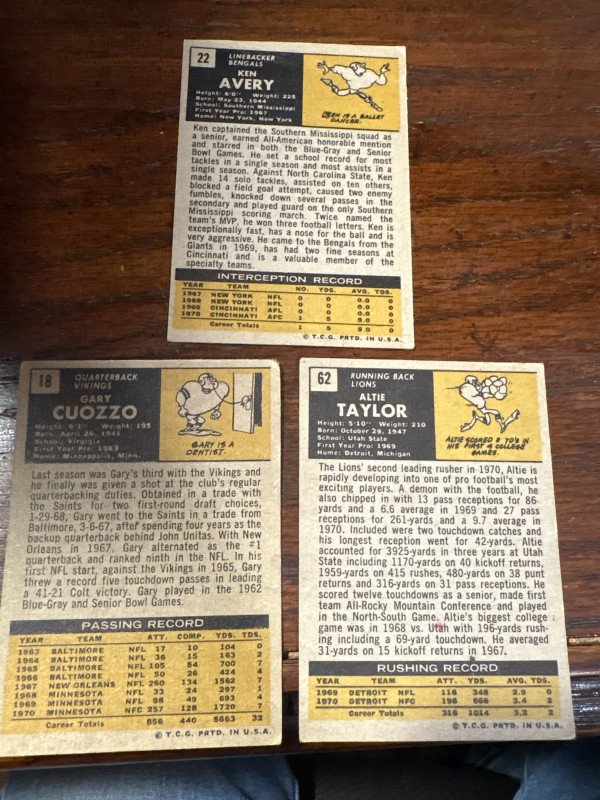 22
LINEBACKER
BENGALS
KEN
AVERY
Height: 6'0" Weight: 225
Born: May 23, 1944
School: Southern Mississippi
First Year Pro: 1967
Home: New York, New York
KEN IS A BALLET
DANCER.
Ken captained the Southern Mississippi squad as
a senior, earned All-American honorable mention
and starred in both the Blue-Gray and Senior
Bowl Games. He set a school record for most
tackles in a single season and most assists in a
single season. Against North Carolina State, Ken
made 14 solo tackles, assisted on ten others,
blocked a field goal attempt, caused two enemy
fumbles, knocked down several passes in the
secondary and played guard on the only Southern
Mississippi scoring march. Twice named the
team's MVP, he won three football letters. Ken is
exceptionally fast, has a nose for the ball and is
very aggressive. He came to the Bengals from the
Giants in 1969, has had two fine seasons at
Cincinnati and is a valuable member of the
specialty team.
INTERCEPTION RECORD
YEAR TEAM NO. YDS. AVG. TDS.
1967 NEW YORK NFL 0 0 0.0 0
1968 NEW YORK NFL 0 0 0.0 0
1969 CINCINNATI AFL 0 0 0.0 0
1970 CINCINNATI AFC 1 5 5.0 0
Career Totals 1 5 5.0 0
© T.C.G. PRTD. IN U.S.A.
18
QUARTERBACK
VIKINGS
GARY
CUOZZO
Height: 6'1" Weight: 195
Born: April 26, 1941
School: Virginia
First Year Pro: 1963
Home: Minneapolis, Minn.
GARY IS A
DENTIST.
Last season was Gary's third with the Vikings and
he finally was given a shot at the club's regular
quarterbacking duties. Obtained in a trade with
the Saints for two first-round draft choices,
1-29-68, Gary went to the Saints in a trade from
Baltimore, 3-6-67, after spending four years as the
backup quarterback behind John Unitas. With New
Orleans in 1967, Gary alternated as the #1
quarterback and ranked ninth in the NFL. In his
first NFL start, against the Vikings in 1965, Gary
threw a record five touchdown passes in leading
a 41-21 Colt victory. Gary played in the 1962
Blue-Gray and Senior Bowl Games.
PASSING RECORD
YEAR TEAM ATT. COMP. YDS. TDS.
1963 BALTIMORE NFL 17 10 104 0
1964 BALTIMORE NFL 36 15 163 2
1965 BALTIMORE NFL 105 54 700 7
1966 BALTIMORE NFL 50 26 424 4
1967 NEW ORLEANS NFL 260 134 1562 7
1968 MINNESOTA NFL 33 24 297 1
1969 MINNESOTA NFL 98 49 693 4
1970 MINNESOTA NFC 257 128 1720 7
Career Totals 856 440 5663 32
© T.C.G. PRTD. IN U.S.A.
62
RUNNING BACK
LIONS
ALTIE
TAYLOR
Height: 5'10" Weight: 210
Born: October 29, 1947
School: Utah State
First Year Pro: 1969
Home: Detroit, Michigan
ALTIE SCORED 8 TD'S IN
HIS FIRST 4 COLLEGE
GAMES.
The Lions' second leading rusher in 1970, Altie is
rapidly developing into one of pro football's most
exciting players. A demon with the football, he
also chipped in with 13 pass receptions for 86-
yards and a 6.6 average in 1969 and 27 pass
receptions for 261-yards and a 9.7 average in
1970. Included were two touchdown catches and
his longest reception went for 42-yards. Altie
accounted for 3925-yards in three years at Utah
State including 1170-yards on 40 kickoff returns,
1959-yards on 415 rushes, 480-yards on 38 punt
returns and 316-yards on 31 pass receptions. He
scored twelve touchdowns as a senior, made first
team All-Rocky Mountain Conference and played
in the North-South Game. Altie's biggest college
game was in 1968 vs. Utah with 196-yards rush-
ing including a 69-yard touchdown. He averaged
31-yards on 15 kickoff returns in 1967.
RUSHING RECORD
YEAR TEAM ATT. YDS. AVG. TDS.
1969 DETROIT NFL 118 348 2.9 0
1970 DETROIT NFC 198 666 3.4 2
Career Totals 316 1014 3.2 2
© T.C.G. PRTD. IN U.S.A.